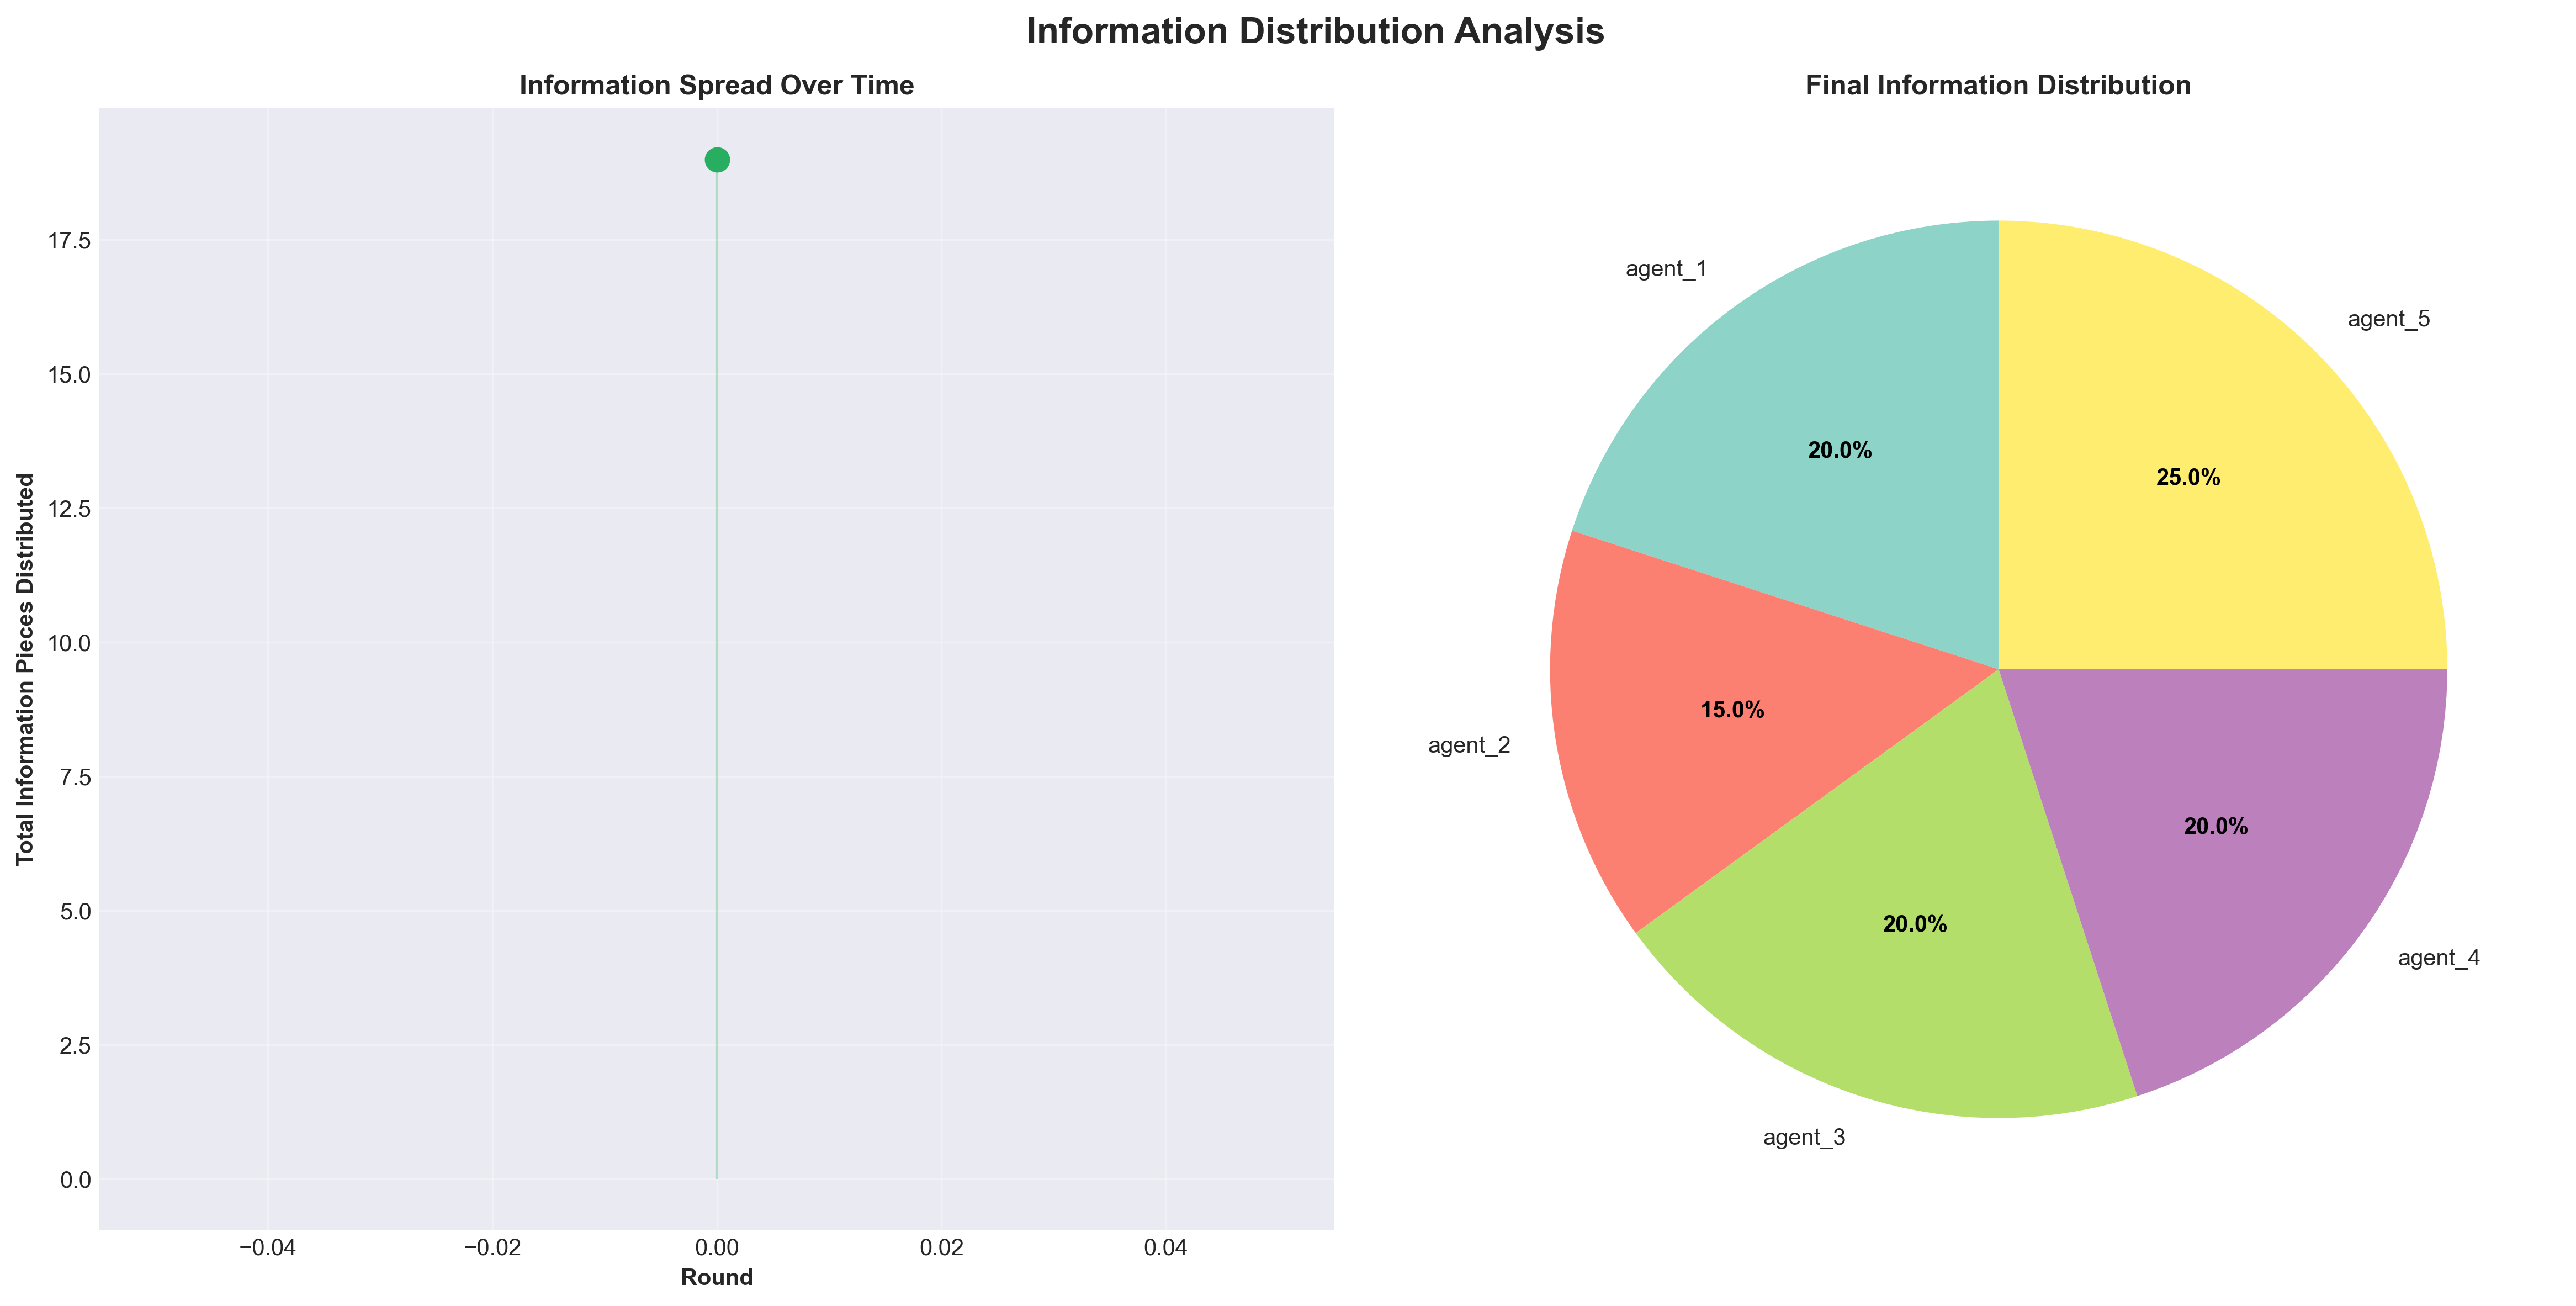 Information Distribution Analysis
Information Spread Over Time
Total Information Pieces Distributed
17.5
15.0
12.5
10.0
7.5
5.0
2.5
0.0
−0.04 −0.02 0.00 0.02 0.04
Round
Final Information Distribution
agent_1
agent_5
20.0%
25.0%
15.0%
agent_2
20.0%
20.0%
agent_4
agent_3